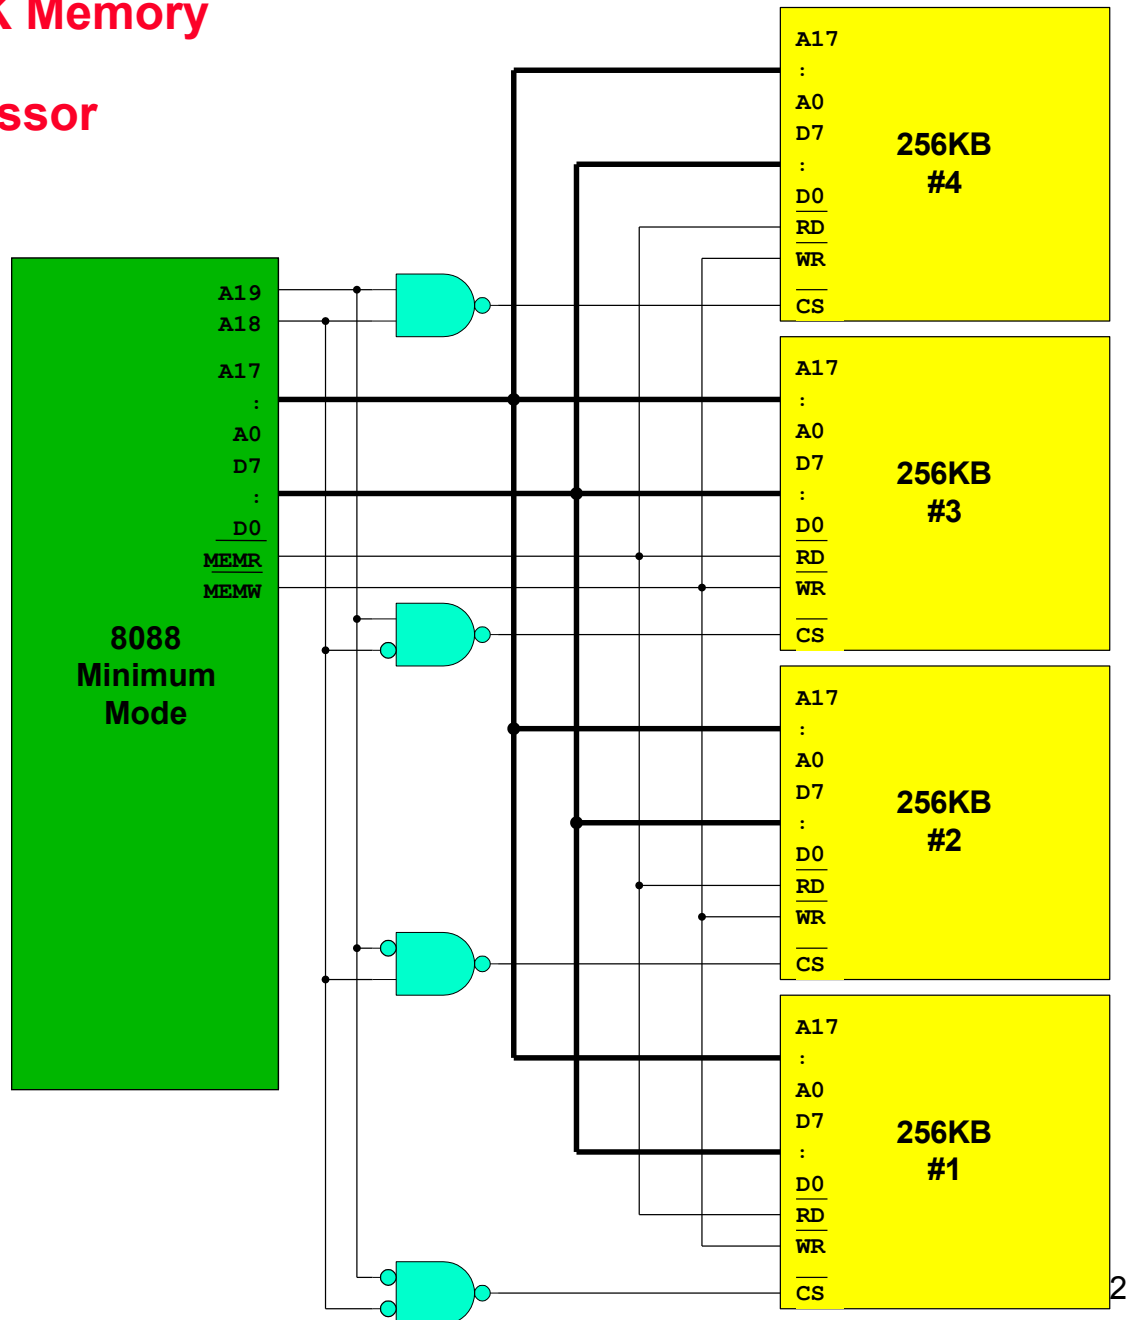 K Memory
ssor
A19
A18
A17
:
A0
D7
:
D0
MEMR
MEMW
8088
Minimum
Mode
A17
:
A0
D7
:
D0
RD
WR
CS
256KB
#4
A17
:
A0
D7
:
D0
RD
WR
CS
256KB
#3
A17
:
A0
D7
:
D0
RD
WR
CS
256KB
#2
A17
:
A0
D7
:
D0
RD
WR
CS
256KB
#1
2